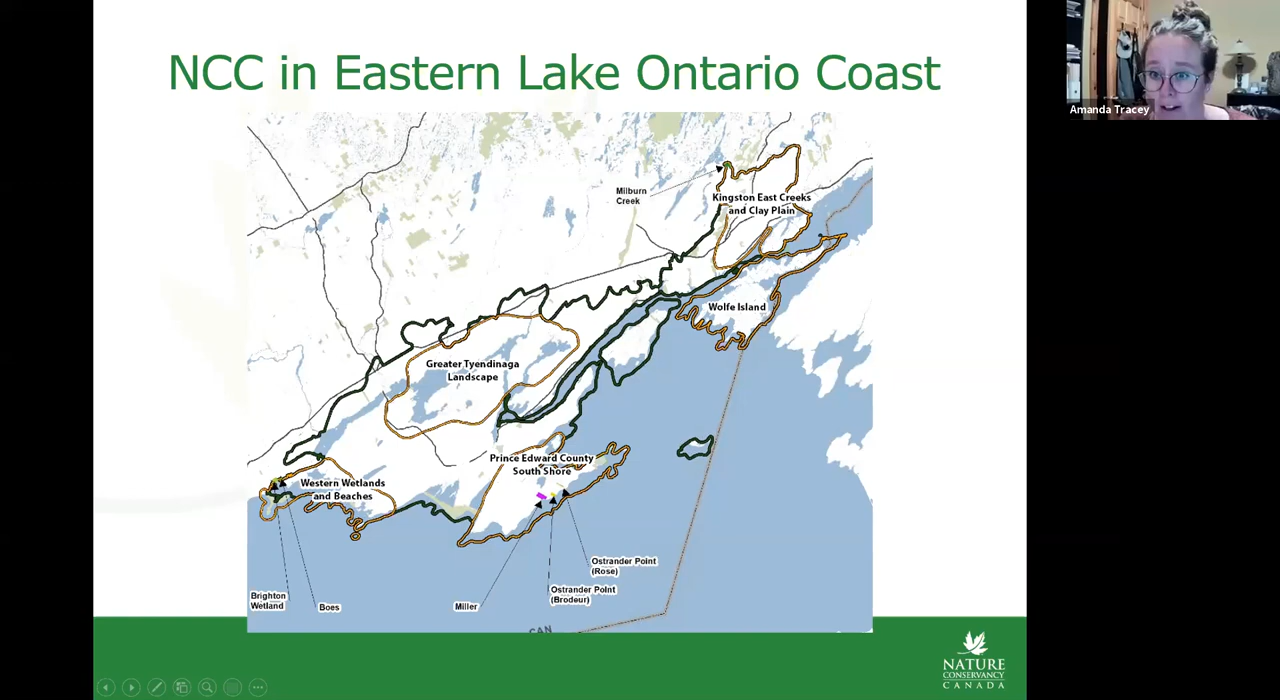 NCC in Eastern Lake Ontario Coast
Amanda Tracey
Milburn
Creek
Kingston East Creeks
and Clay Plain
Wolfe Island
Greater Tyendinaga
Landscape
Prince Edward County
South Shore
Western Wetlands
and Beaches
Ostrander Point
(Rose)
Ostrander Point
(Brodeur)
Brighton
Wetland
Boes
Miller
CAN
NATURE
CONSERVANCY
CANADA